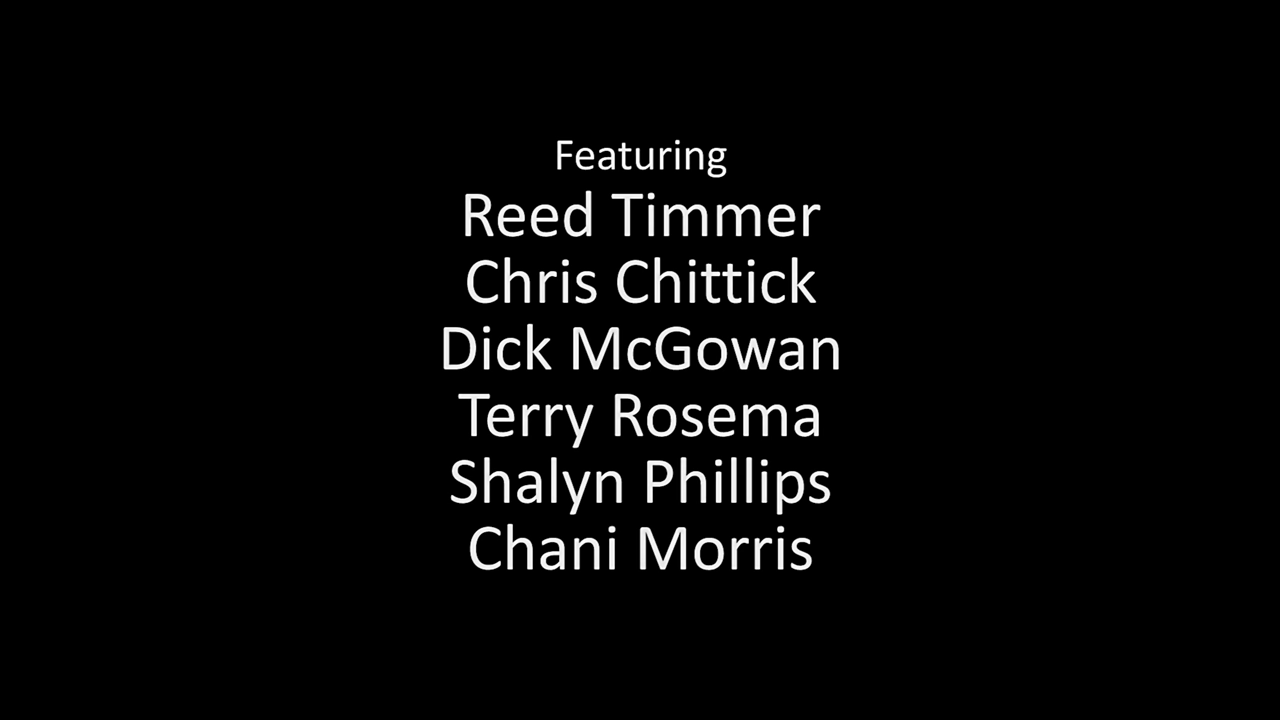 Featuring
Reed Timmer
Chris Chittick
Dick McGowan
Terry Rosema
Shalyn Phillips
Chani Morris